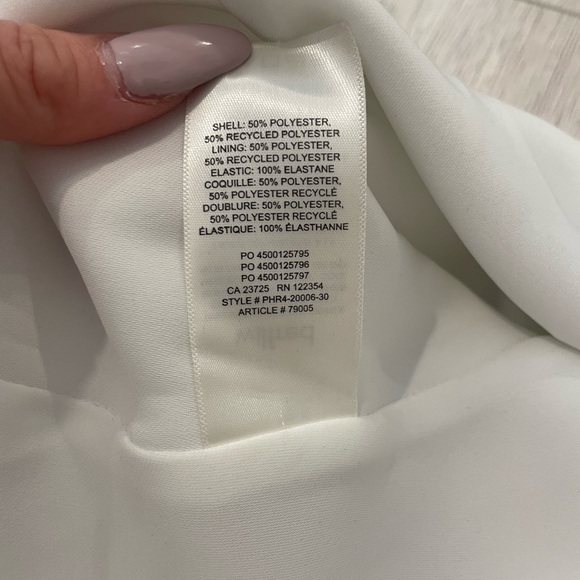 SHELL: 50% POLYESTER,
50% RECYCLED POLYESTER
LINING: 50% POLYESTER,
50% RECYCLED POLYESTER
ELASTIC: 100% ELASTANE
COQUILLE: 50% POLYESTER,
50% POLYESTER RECYCLÉ
DOUBLURE: 50% POLYESTER,
50% POLYESTER RECYCLÉ
ÉLASTIQUE: 100% ÉLASTHANNE
PO 4500125795
PO 4500125796
PO 4500125797
CA 23725 RN 122354
STYLE # PHR4-20006-30
ARTICLE # 79005
wilfred